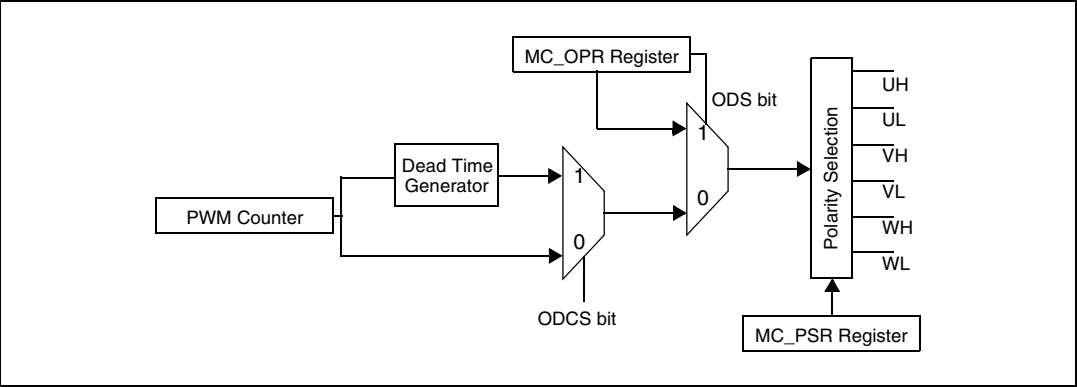 MC_OPR Register
ODS bit
1
0
Dead Time
Generator
1
0
PWM Counter
ODCS bit
Polarity Selection
UH
UL
VH
VL
WH
WL
MC_PSR Register